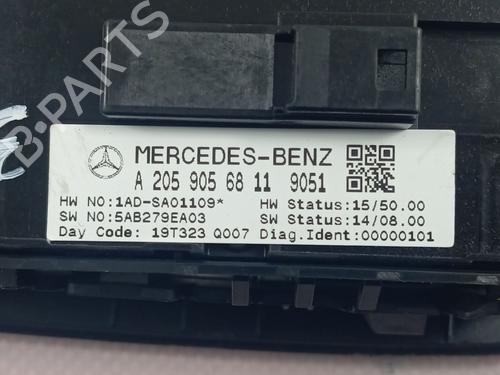 B-PARTS
MERCEDES-BENZ
A 205 905 68 11 9051
HW NO:1AD-SA01109* HW Status:15/50.00
SW NO:5AB279EA03 SW Status:14/08.00
Day Code: 19T323 Q007 Diag.Ident:00000101